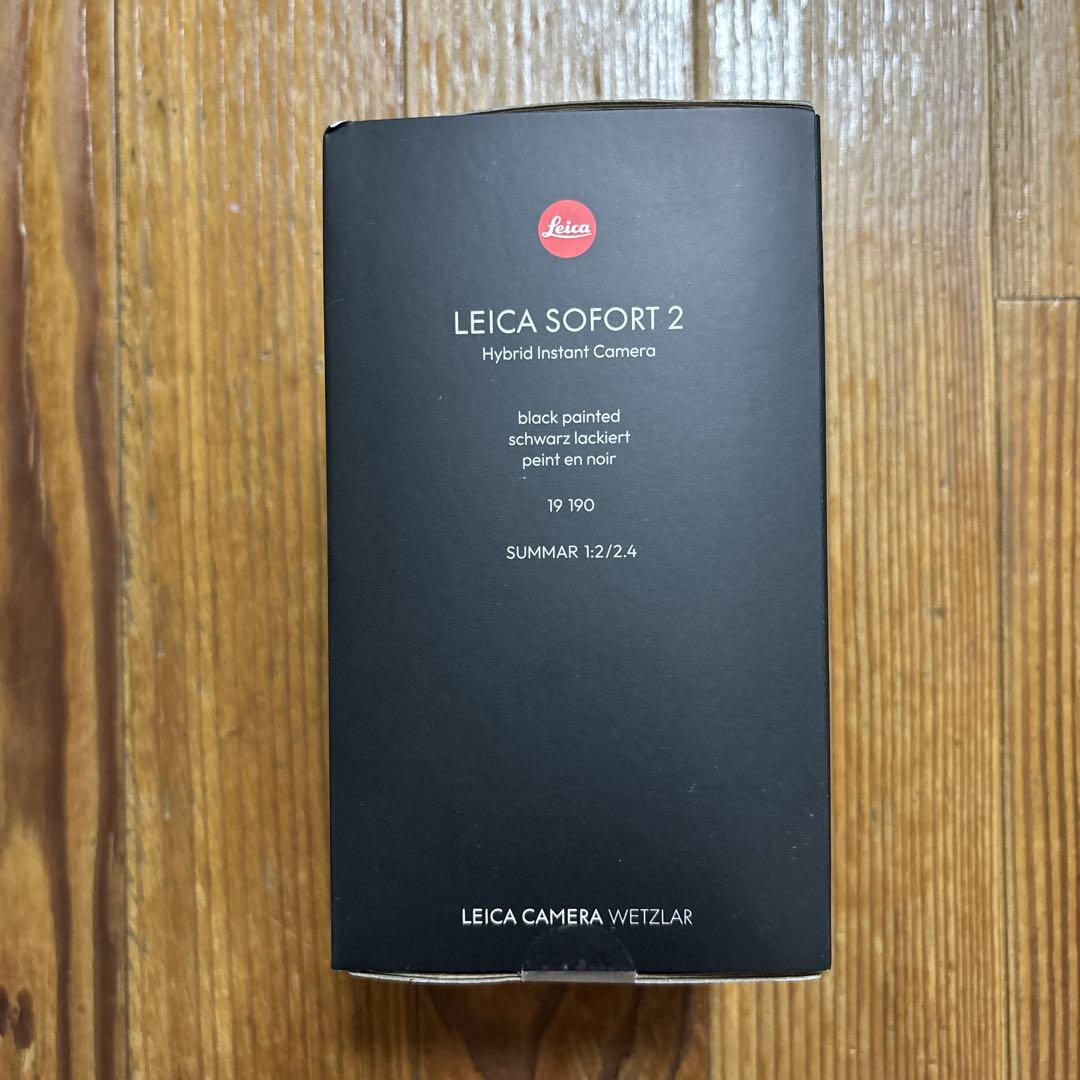 Leica
LEICA SOFORT 2
Hybrid Instant Camera
black painted
schwarz lackiert
peint en noir
19 190
SUMMAR 1:2/2.4
LEICA CAMERA WETZLAR